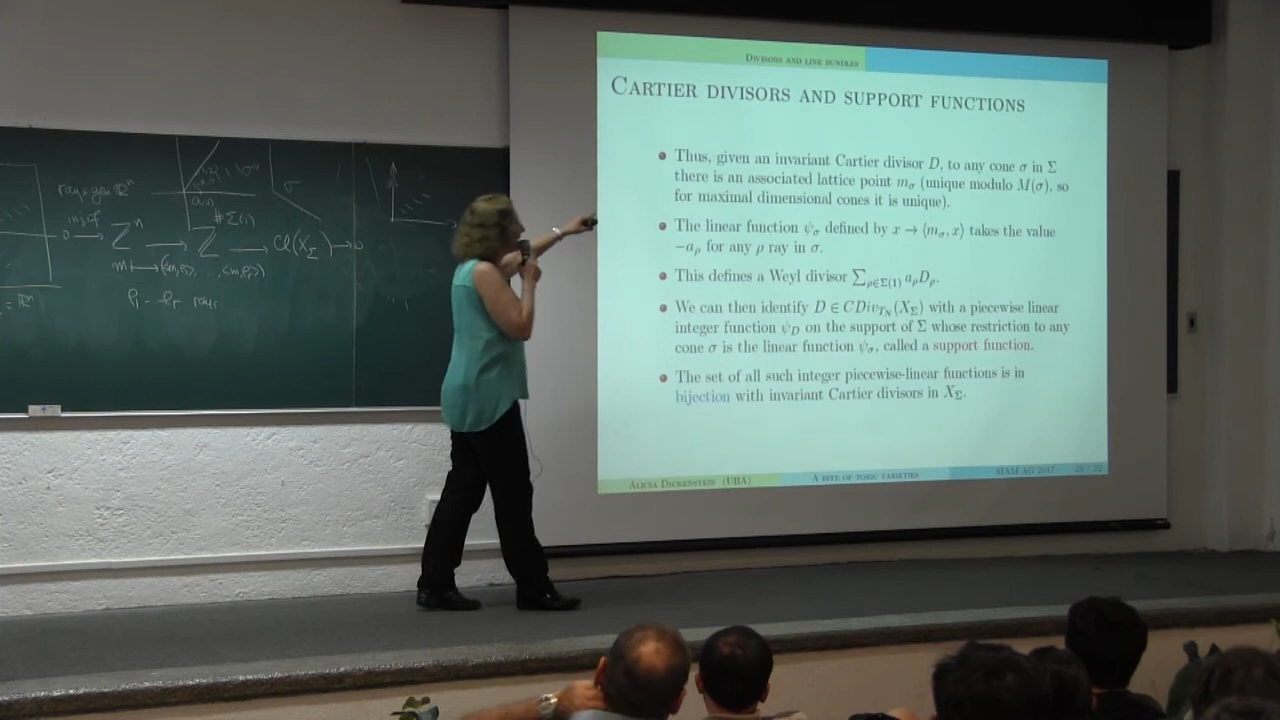 DIVISORS AND LINE BUNDLES
CARTIER DIVISORS AND SUPPORT FUNCTIONS
• Thus, given an invariant Cartier divisor D, to any cone σ in Σ
there is an associated lattice point m_σ (unique modulo M(σ), so
for maximal dimensional cones it is unique).
• The linear function ψ_σ defined by x → ⟨m_σ, x⟩ takes the value
−a_ρ for any ρ ray in σ.
• This defines a Weyl divisor ∑_{ρ∈Σ(1)} a_ρ D_ρ.
• We can then identify D ∈ CDiv_{T_N}(X_Σ) with a piecewise linear
integer function ψ_D on the support of Σ whose restriction to any
cone σ is the linear function ψ_σ, called a support function.
• The set of all such integer piecewise-linear functions is in
bijection with invariant Cartier divisors in X_Σ.
ALICIA DICKENSTEIN (UBA) A BITE OF TORIC VARIETIES SIAM AG 2017
σ
#Σ(1)
0 → Z^n → Z → Cl(X_Σ) → 0
rays